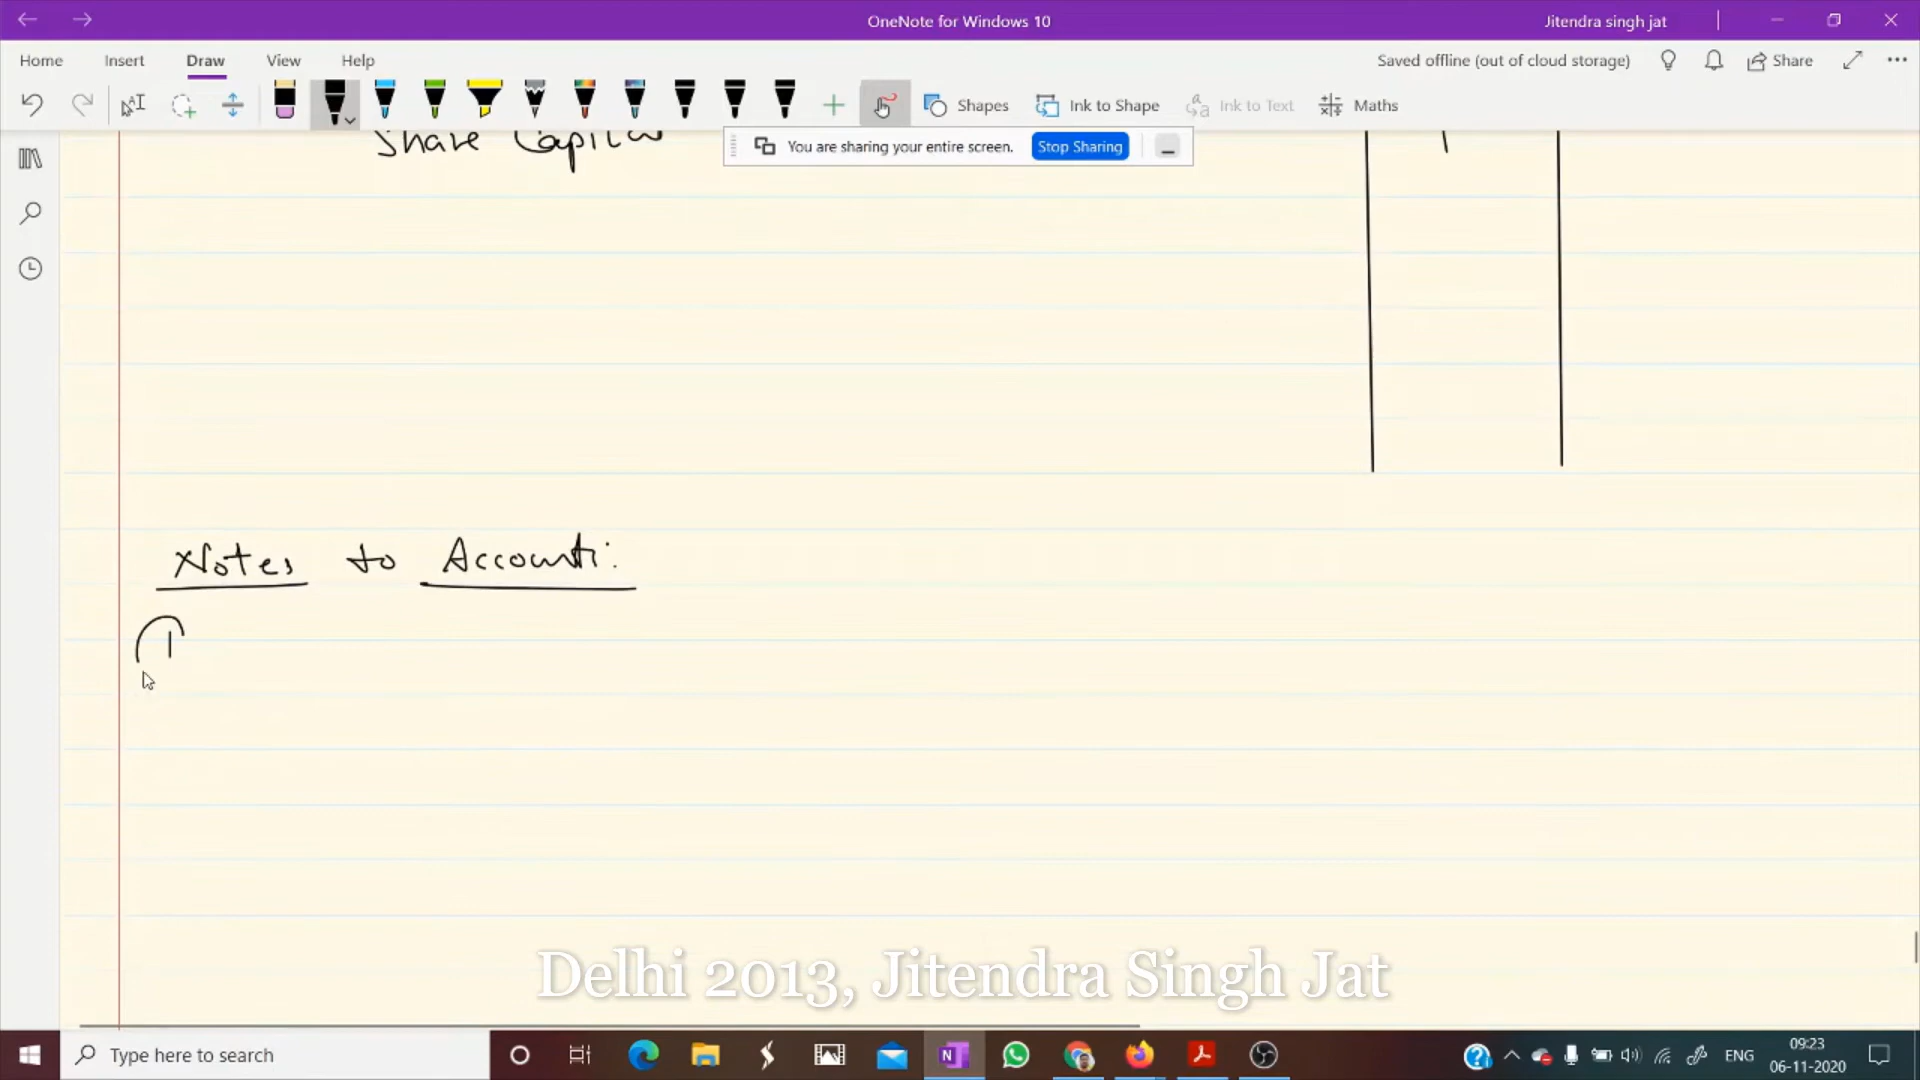 OneNote for Windows 10
Jitendra singh jat
Home Insert Draw View Help
Saved offline (out of cloud storage)
Share
Shapes
Ink to Shape
Ink to Text
Maths
You are sharing your entire screen.
Stop Sharing
Share Capital
1
Notes to Accounts:
1
Delhi 2013, Jitendra Singh Jat
Type here to search
ENG
09:23
06-11-2020